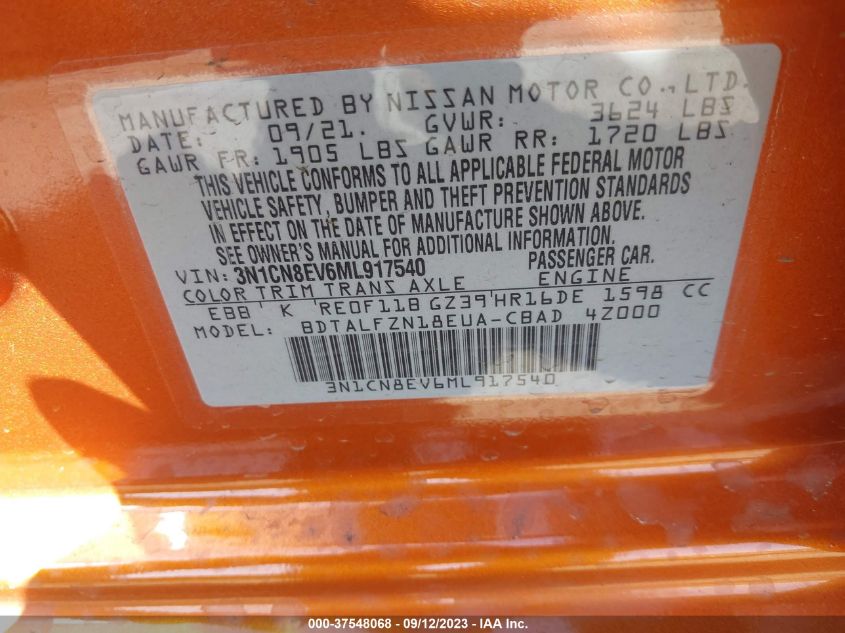 MANUFACTURED BY NISSAN MOTOR CO., LTD.
DATE: 09/21. GVWR: 3624 LBS
GAWR FR: 1905 LBS GAWR RR: 1720 LBS
THIS VEHICLE CONFORMS TO ALL APPLICABLE FEDERAL MOTOR
VEHICLE SAFETY, BUMPER AND THEFT PREVENTION STANDARDS
IN EFFECT ON THE DATE OF MANUFACTURE SHOWN ABOVE.
SEE OWNER'S MANUAL FOR ADDITIONAL INFORMATION.
VIN: 3N1CN8EV6ML917540 PASSENGER CAR.
COLOR TRIM TRANS AXLE ENGINE
EBB K RE0F11B GZ39 HR16DE 1598 CC
MODEL: BDTALFZN18EUA-CBAD 4Z000
3N1CN8EV6ML917540
000-37548068 - 09/12/2023 - © Copyright 2023 - IAA, Inc.